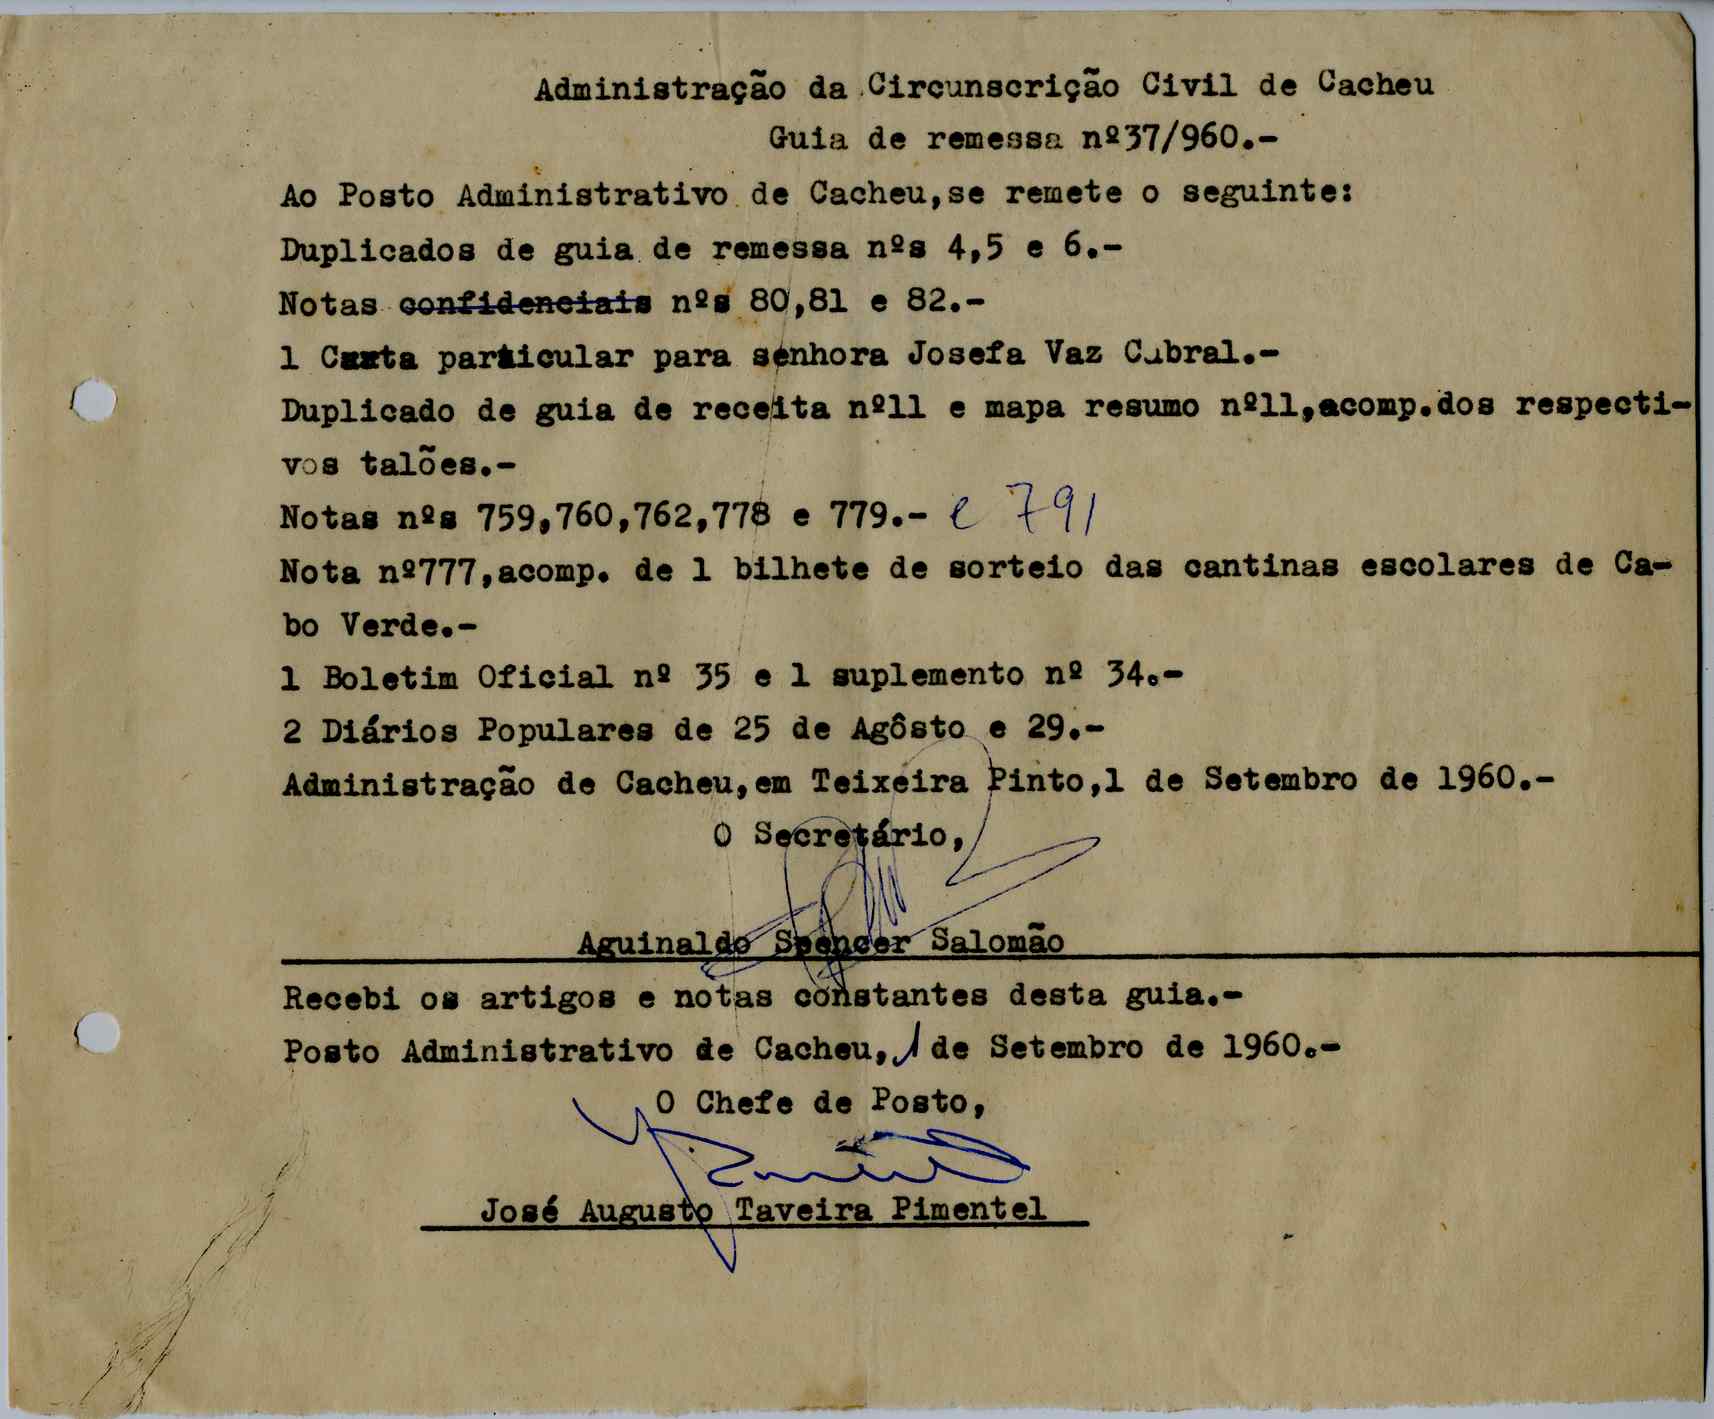 Administração da Circunscrição Civil de Cacheu
Guia de remessa nº37/960.-
Ao Posto Administrativo de Cacheu,se remete o seguinte:
Duplicados de guia de remessa nºs 4,5 e 6.-
Notas confidenciais nºs 80,81 e 82.-
1 Carta particular para senhora Josefa Vaz Cabral.-
Duplicado de guia de receita nº11 e mapa resumo nº11,acomp.dos respecti-
vos talões.-
Notas nºs 759,760,762,778 e 779.- e 791
Nota nº777,acomp. de 1 bilhete de sorteio das cantinas escolares de Ca-
bo Verde.-
1 Boletim Oficial nº 35 e 1 suplemento nº 34.-
2 Diários Populares de 25 de Agôsto e 29.-
Administração de Cacheu,em Teixeira Pinto,1 de Setembro de 1960.-
O Secretário,
Aguinaldo Spencer Salomão
Recebi os artigos e notas constantes desta guia.-
Posto Administrativo de Cacheu,1 de Setembro de 1960.-
O Chefe de Posto,
José Augusto Taveira Pimentel